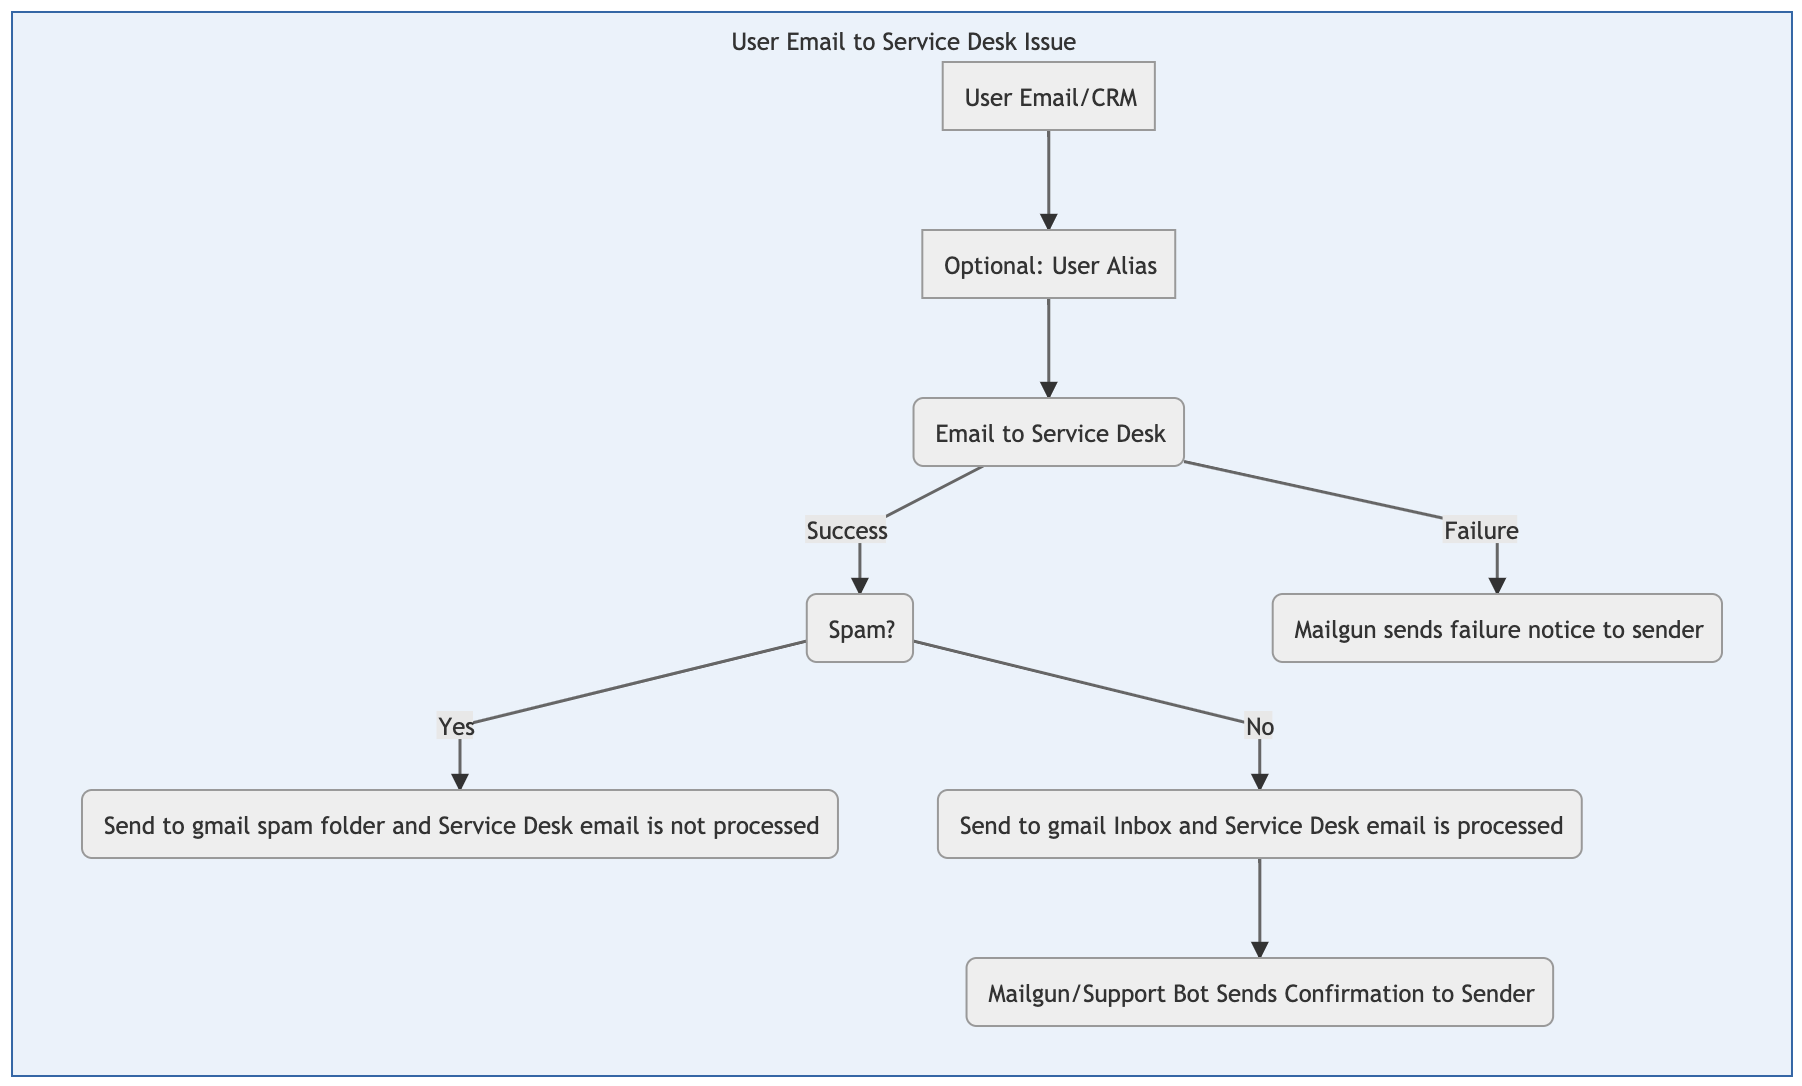 User Email to Service Desk Issue
User Email/CRM
Optional: User Alias
Email to Service Desk
Success
Failure
Spam?
Mailgun sends failure notice to sender
Yes
No
Send to gmail spam folder and Service Desk email is not processed
Send to gmail Inbox and Service Desk email is processed
Mailgun/Support Bot Sends Confirmation to Sender